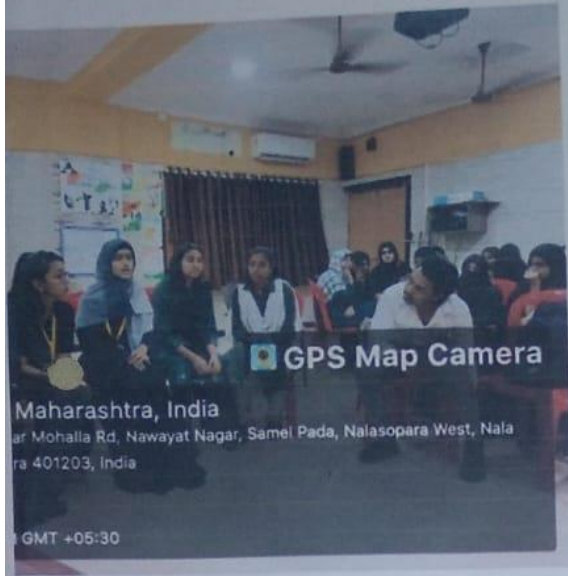 GPS Map Camera
Maharashtra, India
ar Mohalla Rd, Nawayat Nagar, Samel Pada, Nalasopara West, Nala
ra 401203, India
GMT +05:30